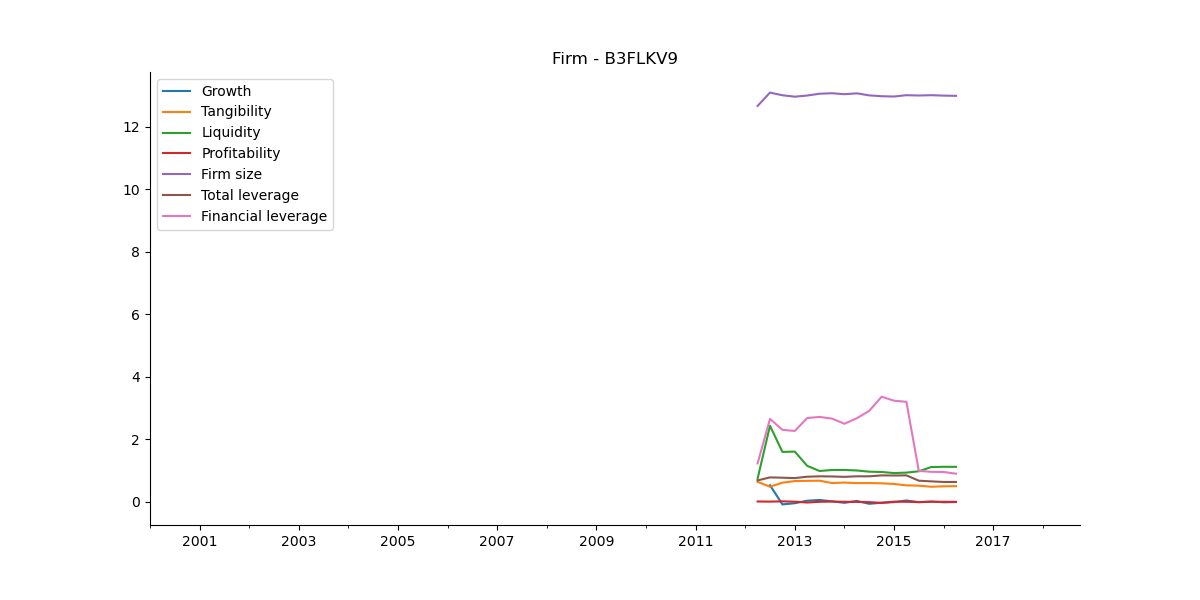 Firm - B3FLKV9
Growth
Tangibility
Liquidity
Profitability
Firm size
Total leverage
Financial leverage
12
10
8
6
4
2
0
2001 2003 2005 2007 2009 2011 2013 2015 2017